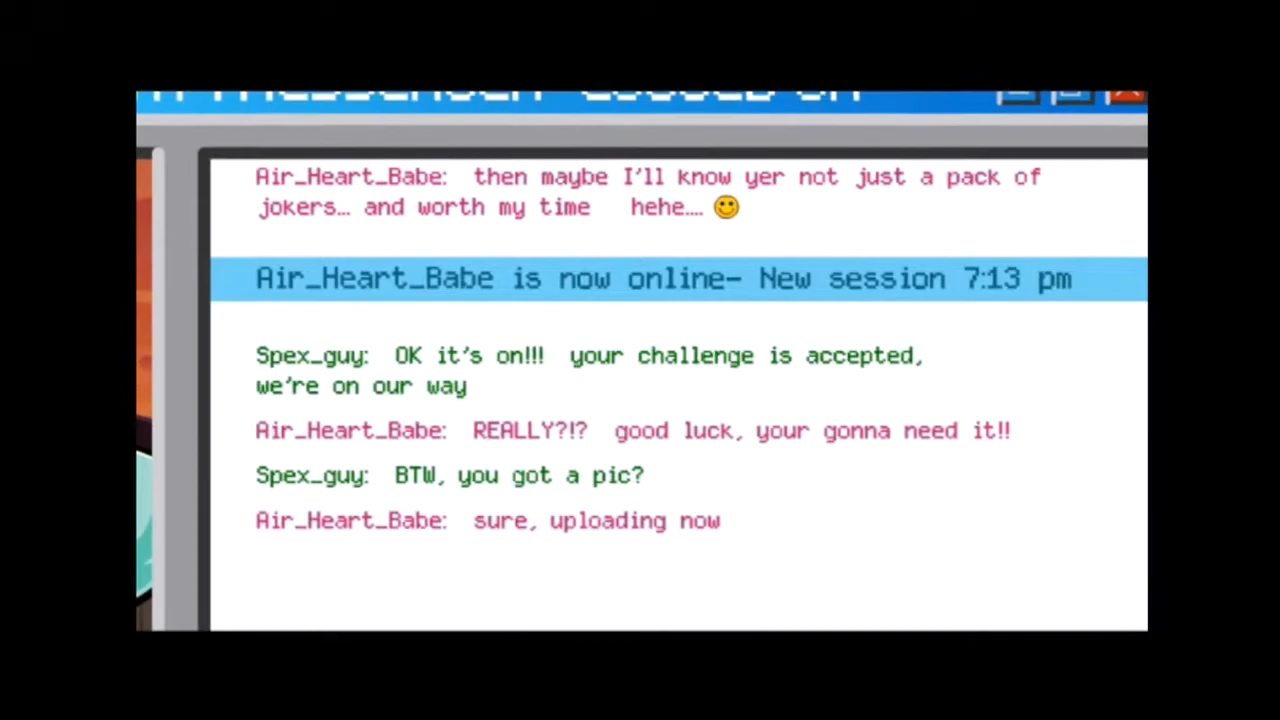 Air_Heart_Babe: then maybe I'll know yer not just a pack of
jokers... and worth my time hehe....
Air_Heart_Babe is now online- New session 7:13 pm
Spex_guy: OK it's on!!! your challenge is accepted,
we're on our way
Air_Heart_Babe: REALLY?!? good luck, your gonna need it!!
Spex_guy: BTW, you got a pic?
Air_Heart_Babe: sure, uploading now